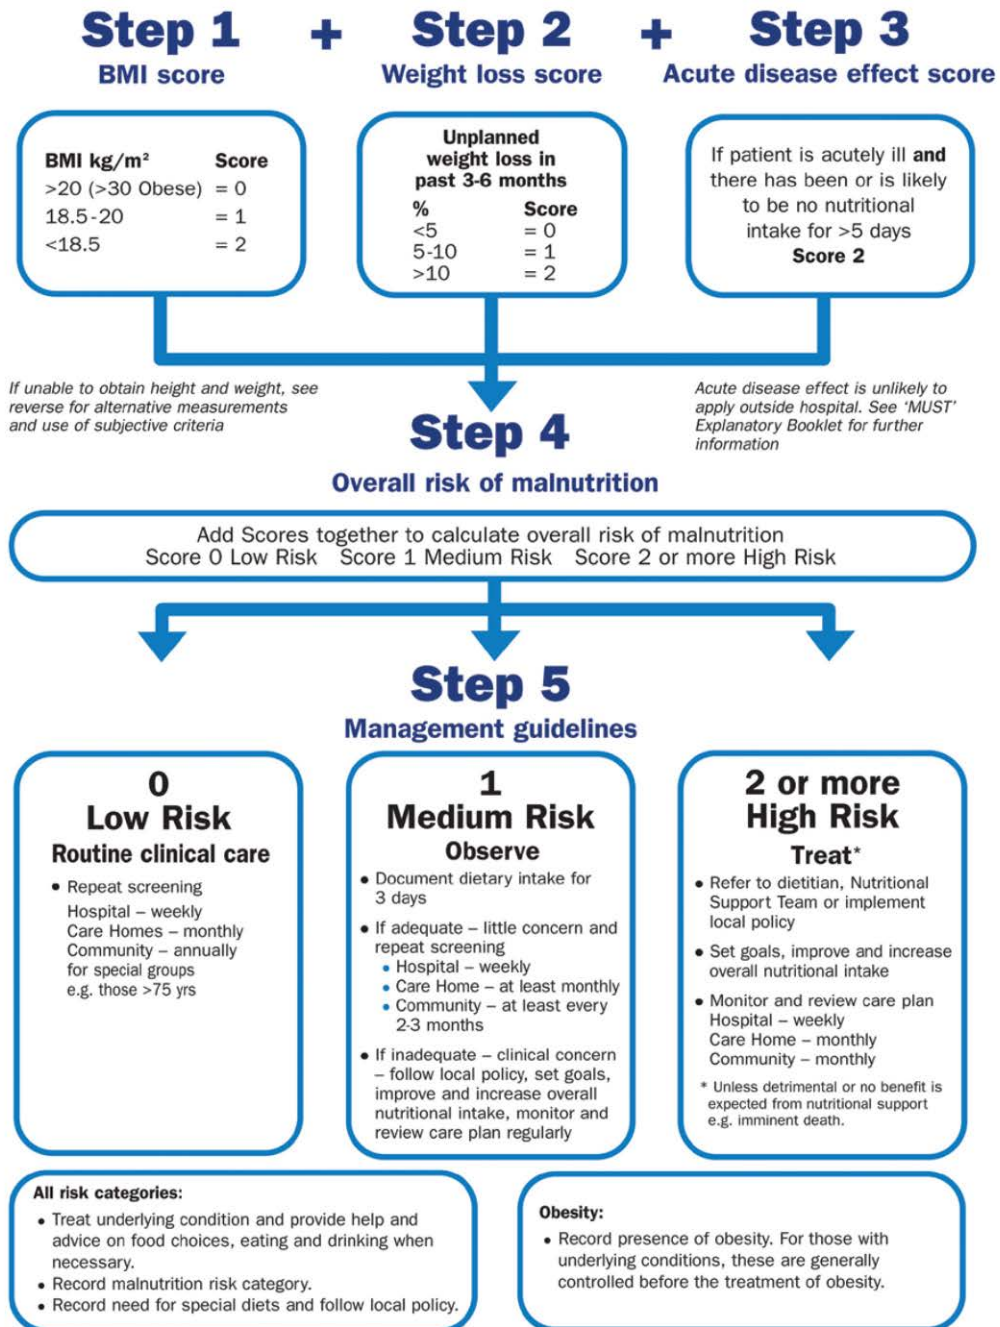 Step 1 + Step 2 + Step 3
BMI score
Weight loss score
Acute disease effect score
BMI kg/m² Score
>20 (>30 Obese) = 0
18.5-20 = 1
<18.5 = 2
Unplanned
weight loss in
past 3-6 months
% Score
<5 = 0
5-10 = 1
>10 = 2
If patient is acutely ill and
there has been or is likely
to be no nutritional
intake for >5 days
Score 2
If unable to obtain height and weight, see
reverse for alternative measurements
and use of subjective criteria
Acute disease effect is unlikely to
apply outside hospital. See ‘MUST’
Explanatory Booklet for further
information
Step 4
Overall risk of malnutrition
Add Scores together to calculate overall risk of malnutrition
Score 0 Low Risk Score 1 Medium Risk Score 2 or more High Risk
Step 5
Management guidelines
0
Low Risk
Routine clinical care
• Repeat screening
Hospital – weekly
Care Homes – monthly
Community – annually
for special groups
e.g. those >75 yrs
1
Medium Risk
Observe
• Document dietary intake for
3 days
• If adequate – little concern and
repeat screening
• Hospital – weekly
• Care Home – at least monthly
• Community – at least every
2-3 months
• If inadequate – clinical concern
– follow local policy, set goals,
improve and increase overall
nutritional intake, monitor and
review care plan regularly
2 or more
High Risk
Treat*
• Refer to dietitian, Nutritional
Support Team or implement
local policy
• Set goals, improve and increase
overall nutritional intake
• Monitor and review care plan
Hospital – weekly
Care Home – monthly
Community – monthly
* Unless detrimental or no benefit is
expected from nutritional support
e.g. imminent death.
All risk categories:
• Treat underlying condition and provide help and
advice on food choices, eating and drinking when
necessary.
• Record malnutrition risk category.
• Record need for special diets and follow local policy.
Obesity:
• Record presence of obesity. For those with
underlying conditions, these are generally
controlled before the treatment of obesity.